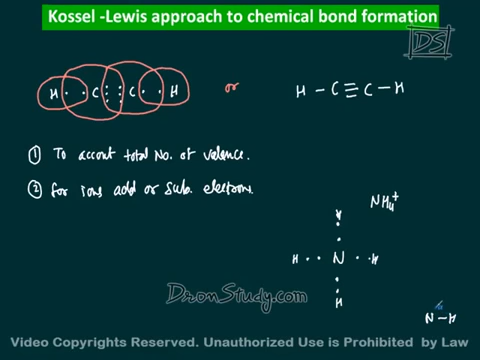 Kossel -Lewis approach to chemical bond formation
DS
H · · C ⋮⋮ C · · H or H - C ≡ C - H
① To accont total No. of valence.
② For ions add or sub. electrons.
NH₄⁺
H
H · · N · · H
H
DronStudy.com
N - H
Video Copyrights Reserved. Unauthorized Use is Prohibited by Law